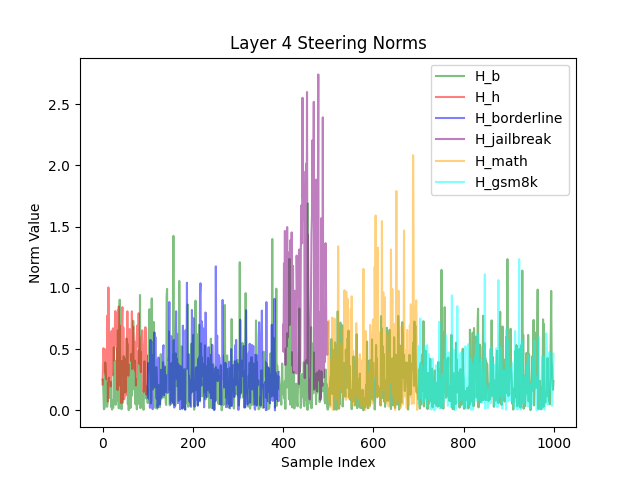 Layer 4 Steering Norms
Norm Value
2.5
2.0
1.5
1.0
0.5
0.0
H_b
H_h
H_borderline
H_jailbreak
H_math
H_gsm8k
0
200
400
600
800
1000
Sample Index